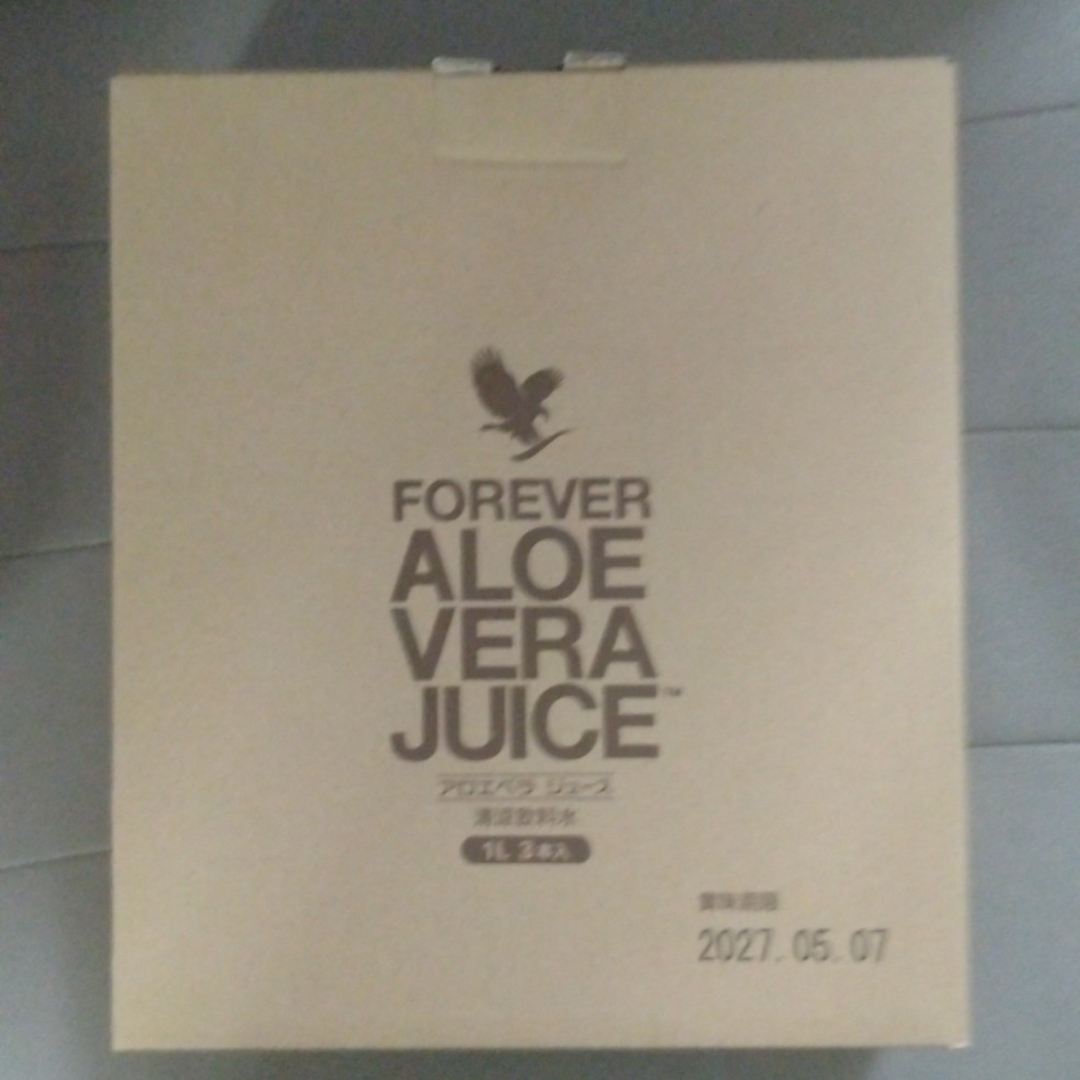 FOREVER
ALOE
VERA
JUICE™
アロエベラ ジュース
清涼飲料水
1L 3本入
賞味期限
2027.05.07